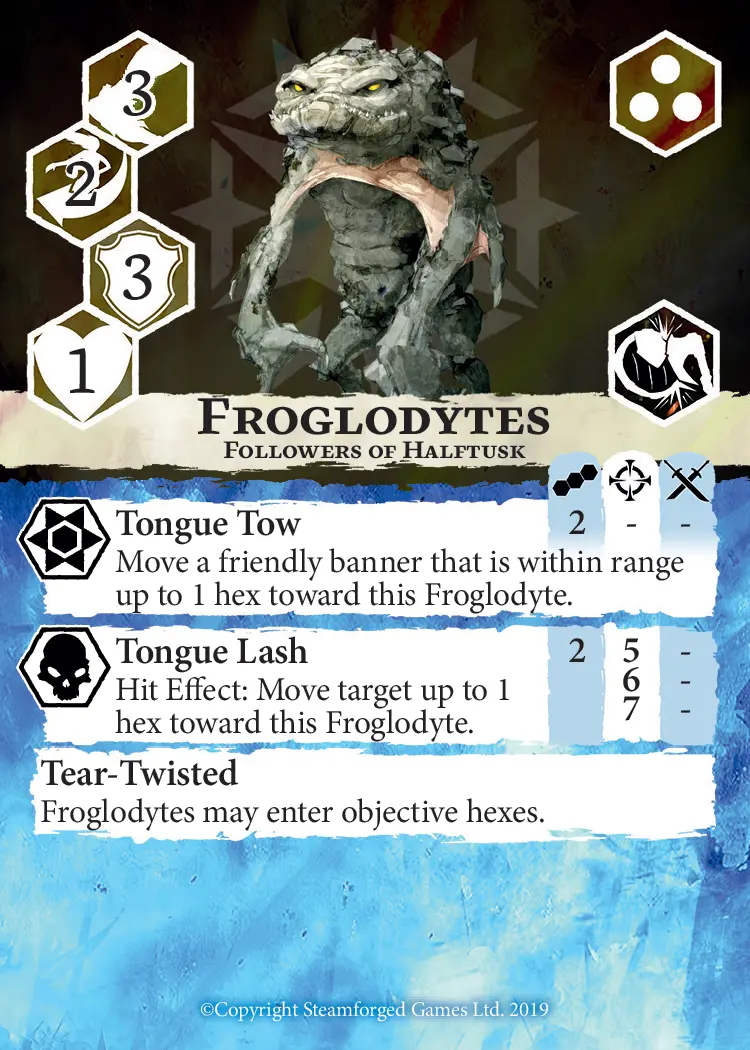 3
2
3
1
Froglodytes
Followers of Halftusk
Tongue Tow 2 - -
Move a friendly banner that is within range
up to 1 hex toward this Froglodyte.
Tongue Lash 2 5 -
6 -
Hit Effect: Move target up to 1
7 -
hex toward this Froglodyte.
Tear-Twisted
Froglodytes may enter objective hexes.
©Copyright Steamforged Games Ltd. 2019